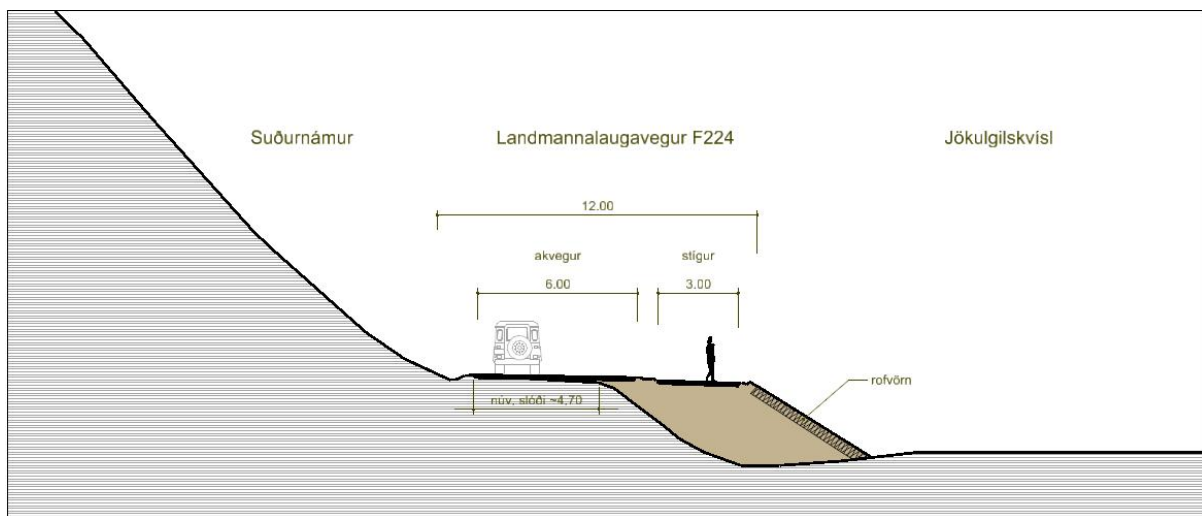 Suðurnámur
Landmannalaugavegur F224
Jökulgilskvísl
12.00
akvegur
stígur
6.00
3.00
rofvörn
núv, slóði ~4,70